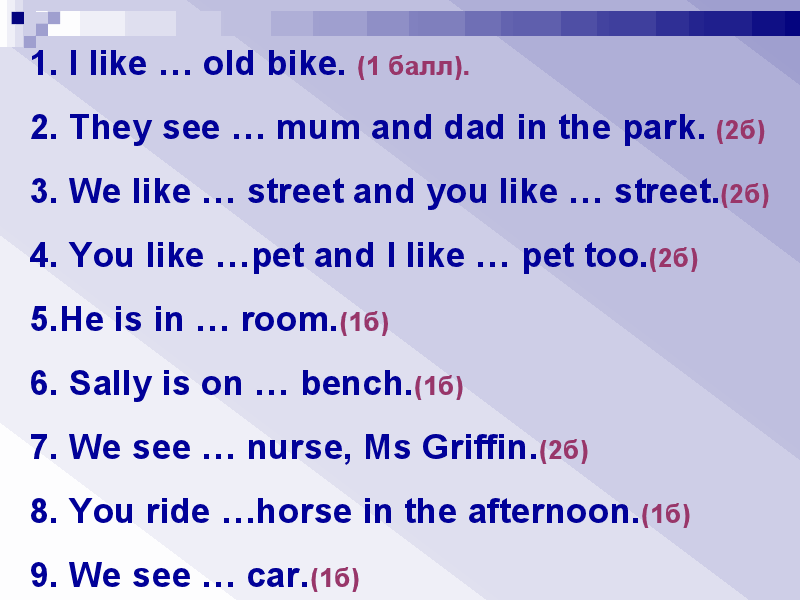 1. I like … old bike. (1 балл).
2. They see … mum and dad in the park. (2б)
3. We like … street and you like … street.(2б)
4. You like …pet and I like … pet too.(2б)
5.He is in … room.(1б)
6. Sally is on … bench.(1б)
7. We see … nurse, Ms Griffin.(2б)
8. You ride …horse in the afternoon.(1б)
9. We see … car.(1б)